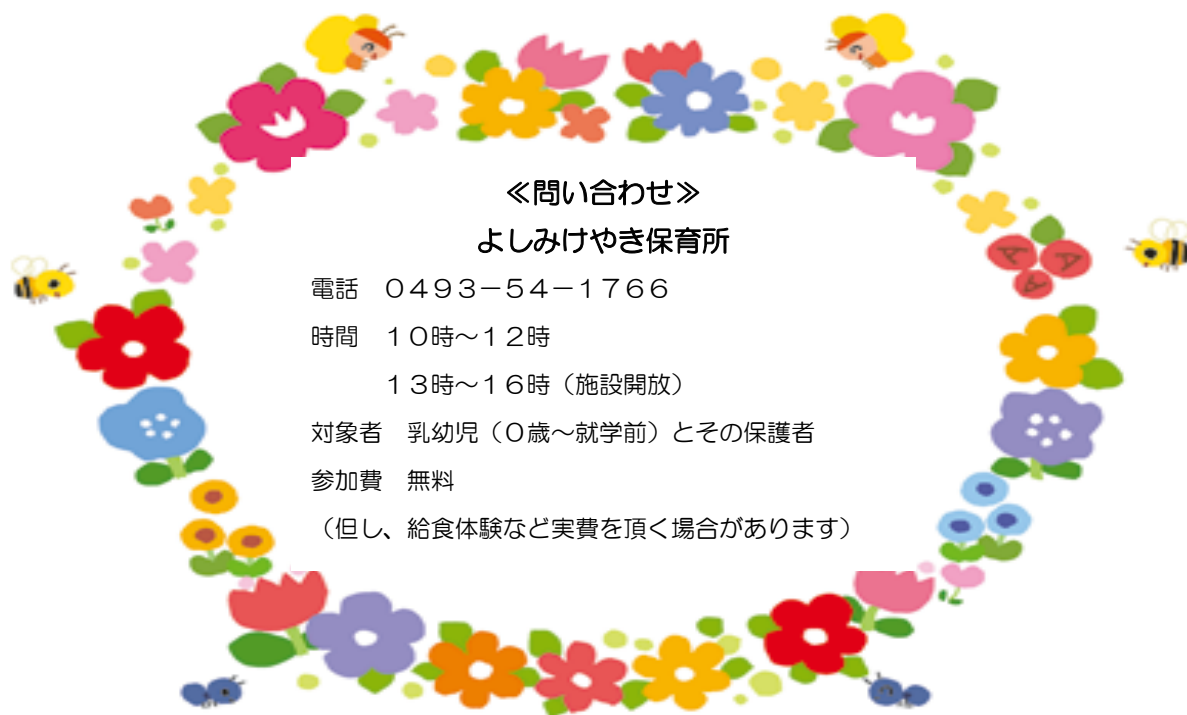 ≪問い合わせ≫
よしみけやき保育所
電話　０４９３－５４－１７６６
時間　１０時～１２時
１３時～１６時（施設開放）
対象者　乳幼児（０歳～就学前）とその保護者
参加費　無料
（但し、給食体験など実費を頂く場合があります）